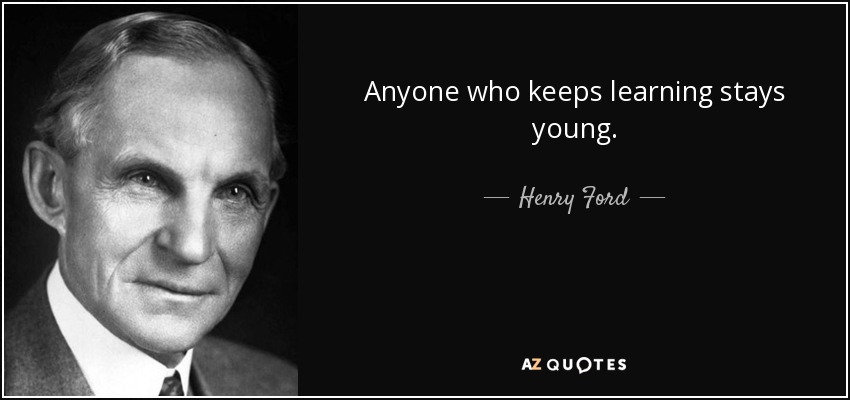 Anyone who keeps learning stays
young.
— Henry Ford —
AZ QUOTES